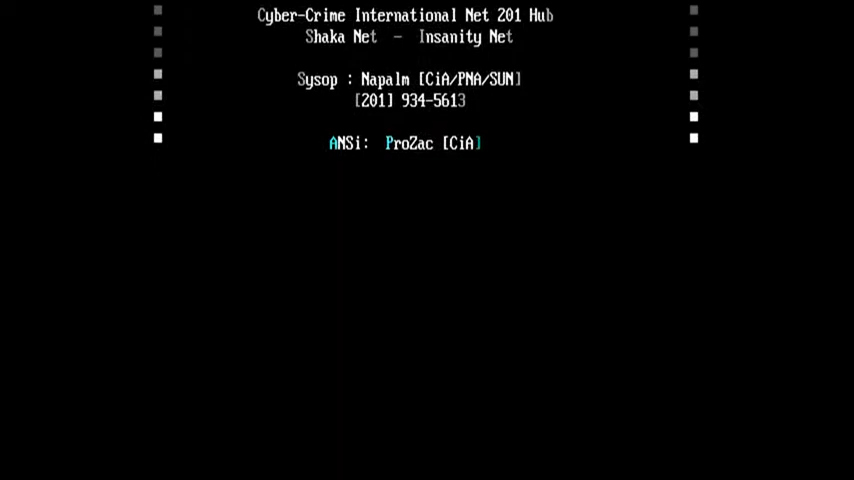 Cyber-Crime International Net 201 Hub
Shaka Net - Insanity Net
Sysop : Napalm [CiA/PNA/SUN]
[201] 934-5613
ANSi: ProZac [CiA]